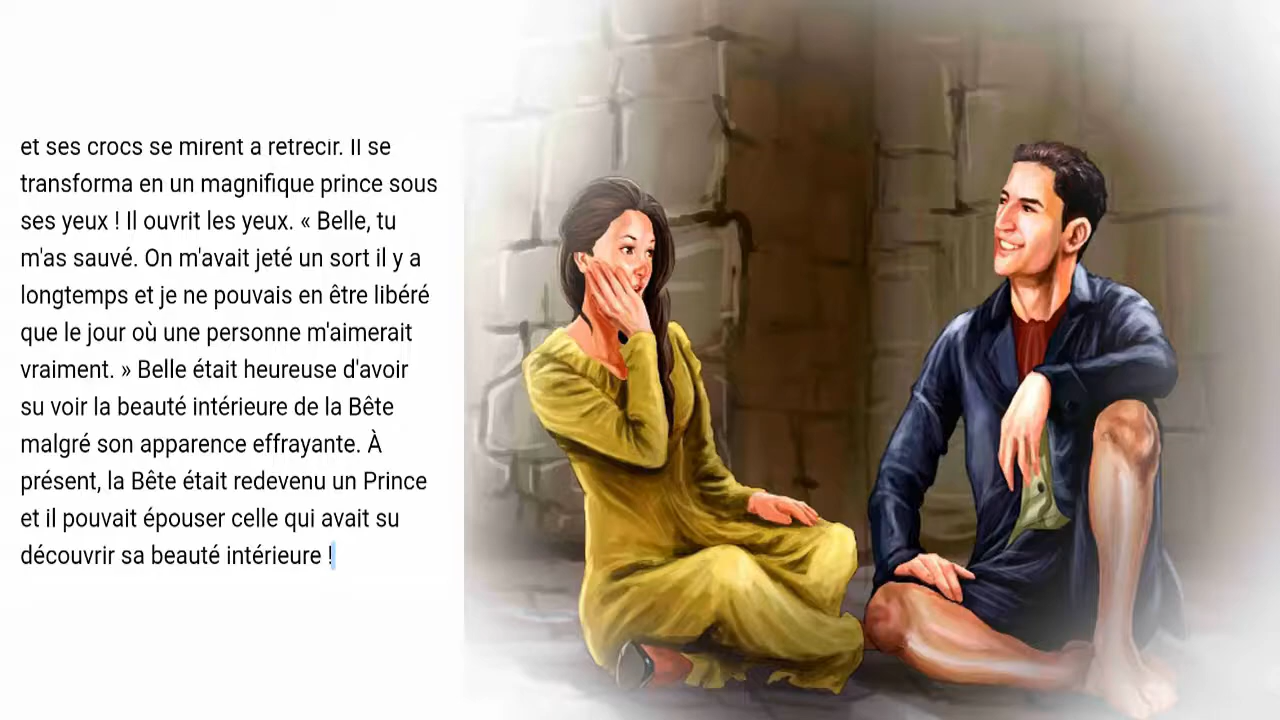 et ses crocs se mirent a retrecir. Il se
transforma en un magnifique prince sous
ses yeux ! Il ouvrit les yeux. « Belle, tu
m'as sauvé. On m'avait jeté un sort il y a
longtemps et je ne pouvais en être libéré
que le jour où une personne m'aimerait
vraiment. » Belle était heureuse d'avoir
su voir la beauté intérieure de la Bête
malgré son apparence effrayante. À
présent, la Bête était redevenu un Prince
et il pouvait épouser celle qui avait su
découvrir sa beauté intérieure !